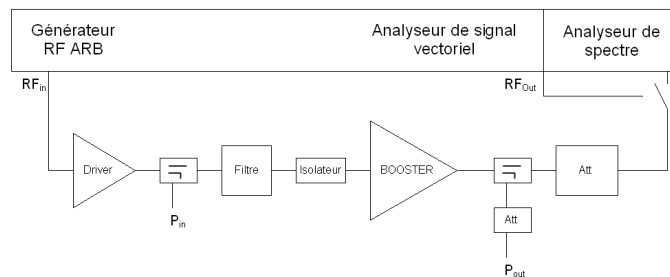 Générateur
RF ARB
Analyseur de signal
vectoriel
Analyseur de
spectre
RFin
RFOut
Driver
Filtre
Isolateur
BOOSTER
Att
Pin
Att
Pout